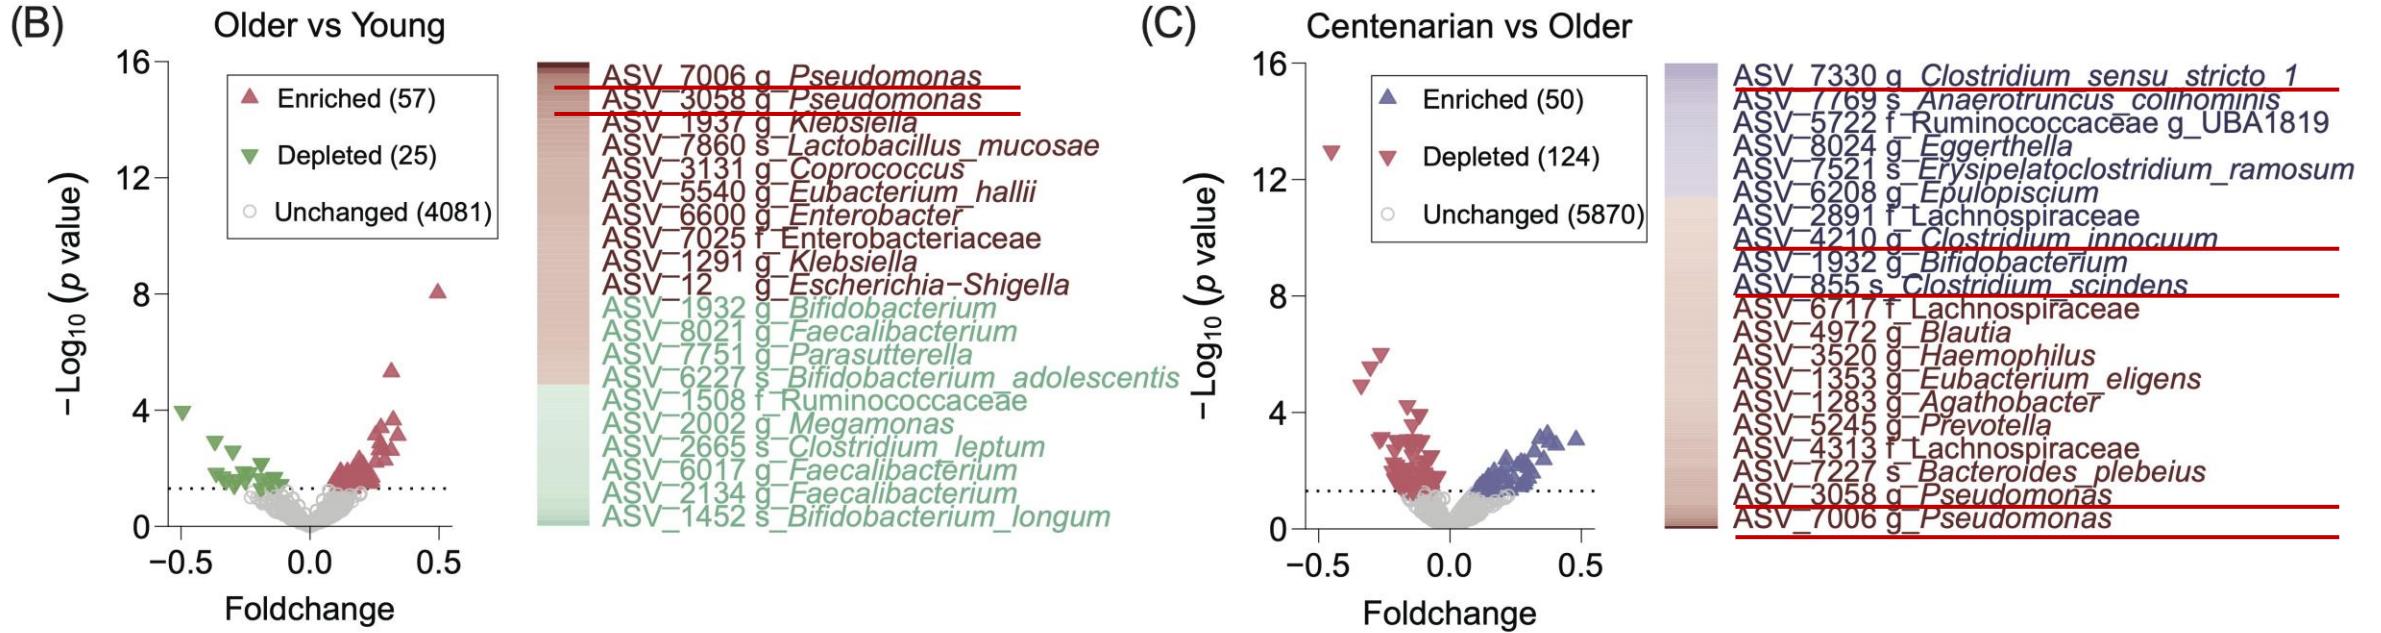 (B)
Older vs Young
16
12
8
4
0
−Log10 (p value)
Enriched (57)
Depleted (25)
Unchanged (4081)
−0.5
0.0
0.5
Foldchange
ASV_7006 g_Pseudomonas
ASV_3058 g_Pseudomonas
ASV_1937 g_Klebsiella
ASV_7860 s_Lactobacillus_mucosae
ASV_3131 g_Coprococcus
ASV_5540 g_Eubacterium_hallii
ASV_6600 g_Enterobacter
ASV_7025 f_Enterobacteriaceae
ASV_1291 g_Klebsiella
ASV_12 g_Escherichia−Shigella
ASV_1932 g_Bifidobacterium
ASV_8021 g_Faecalibacterium
ASV_7751 g_Parasutterella
ASV_6227 s_Bifidobacterium_adolescentis
ASV_1508 f_Ruminococcaceae
ASV_2002 g_Megamonas
ASV_2665 s_Clostridium_leptum
ASV_6017 g_Faecalibacterium
ASV_2134 g_Faecalibacterium
ASV_1452 s_Bifidobacterium_longum
(C)
Centenarian vs Older
16
12
8
4
0
−Log10 (p value)
Enriched (50)
Depleted (124)
Unchanged (5870)
−0.5
0.0
0.5
Foldchange
ASV_7330 g_Clostridium_sensu_stricto_1
ASV_7769 s_Anaerotruncus_colihominis
ASV_5722 f_Ruminococcaceae g_UBA1819
ASV_8024 g_Eggerthella
ASV_7521 s_Erysipelatoclostridium_ramosum
ASV_6208 g_Epulopiscium
ASV_2891 f_Lachnospiraceae
ASV_4210 g_Clostridium_innocuum
ASV_1932 g_Bifidobacterium
ASV_855 s_Clostridium_scindens
ASV_6717 f_Lachnospiraceae
ASV_4972 g_Blautia
ASV_3520 g_Haemophilus
ASV_1353 g_Eubacterium_eligens
ASV_1283 g_Agathobacter
ASV_5245 g_Prevotella
ASV_4313 f_Lachnospiraceae
ASV_7227 s_Bacteroides_plebeius
ASV_3058 g_Pseudomonas
ASV_7006 g_Pseudomonas